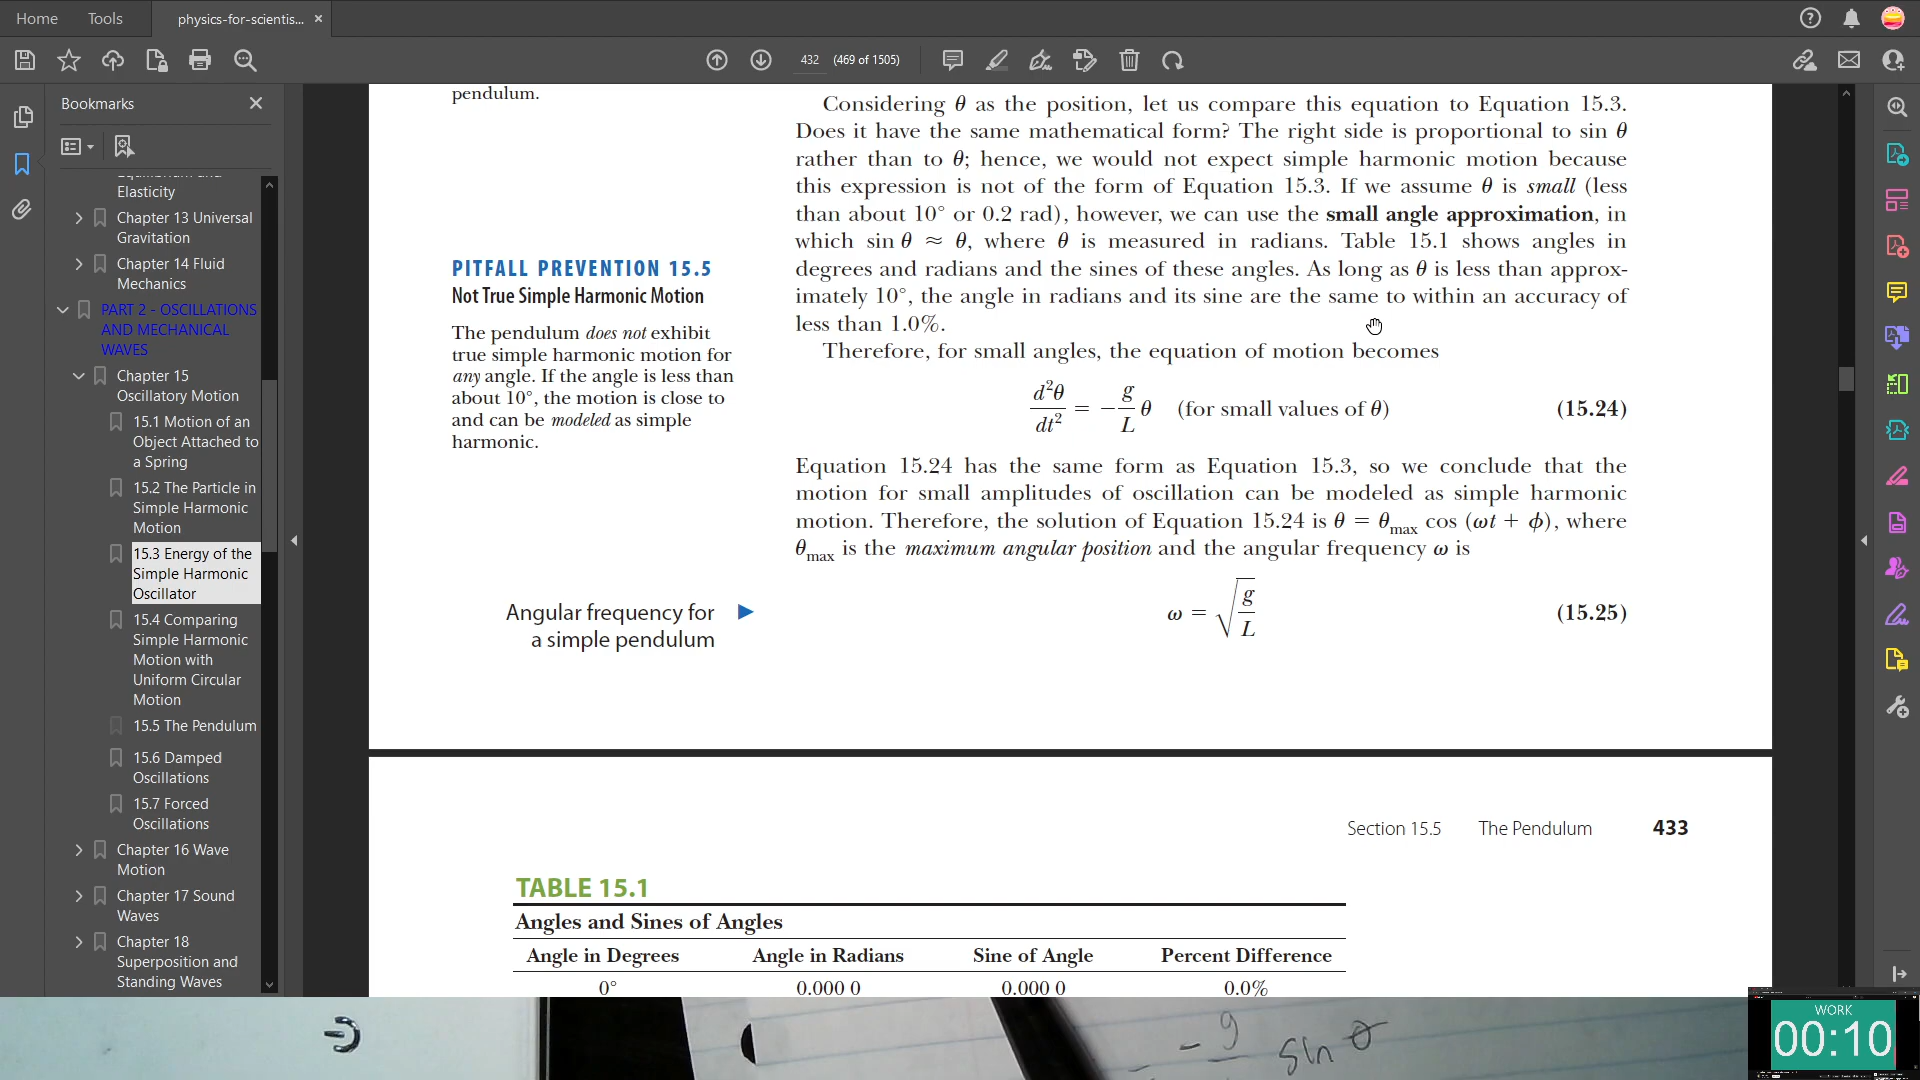 Home
Tools
physics-for-scientis...
432
(469 of 1505)
Bookmarks
Elasticity
Chapter 13 Universal
Gravitation
Chapter 14 Fluid
Mechanics
PART 2 - OSCILLATIONS
AND MECHANICAL
WAVES
Chapter 15
Oscillatory Motion
15.1 Motion of an
Object Attached to
a Spring
15.2 The Particle in
Simple Harmonic
Motion
15.3 Energy of the
Simple Harmonic
Oscillator
15.4 Comparing
Simple Harmonic
Motion with
Uniform Circular
Motion
15.5 The Pendulum
15.6 Damped
Oscillations
15.7 Forced
Oscillations
Chapter 16 Wave
Motion
Chapter 17 Sound
Waves
Chapter 18
Superposition and
Standing Waves
pendulum.
PITFALL PREVENTION 15.5
Not True Simple Harmonic Motion
The pendulum does not exhibit
true simple harmonic motion for
any angle. If the angle is less than
about 10°, the motion is close to
and can be modeled as simple
harmonic.
Considering θ as the position, let us compare this equation to Equation 15.3.
Does it have the same mathematical form? The right side is proportional to sin θ
rather than to θ; hence, we would not expect simple harmonic motion because
this expression is not of the form of Equation 15.3. If we assume θ is small (less
than about 10° or 0.2 rad), however, we can use the small angle approximation, in
which sin θ ≈ θ, where θ is measured in radians. Table 15.1 shows angles in
degrees and radians and the sines of these angles. As long as θ is less than approx-
imately 10°, the angle in radians and its sine are the same to within an accuracy of
less than 1.0%.
Therefore, for small angles, the equation of motion becomes
d²θ/dt² = −g/L θ (for small values of θ) (15.24)
Equation 15.24 has the same form as Equation 15.3, so we conclude that the
motion for small amplitudes of oscillation can be modeled as simple harmonic
motion. Therefore, the solution of Equation 15.24 is θ = θmax cos (ωt + ϕ), where
θmax is the maximum angular position and the angular frequency ω is
Angular frequency for
a simple pendulum
ω = √(g/L) (15.25)
Section 15.5 The Pendulum 433
TABLE 15.1
Angles and Sines of Angles
Angle in Degrees Angle in Radians Sine of Angle Percent Difference
0° 0.000 0 0.000 0 0.0%
- g sin θ
WORK
00:10